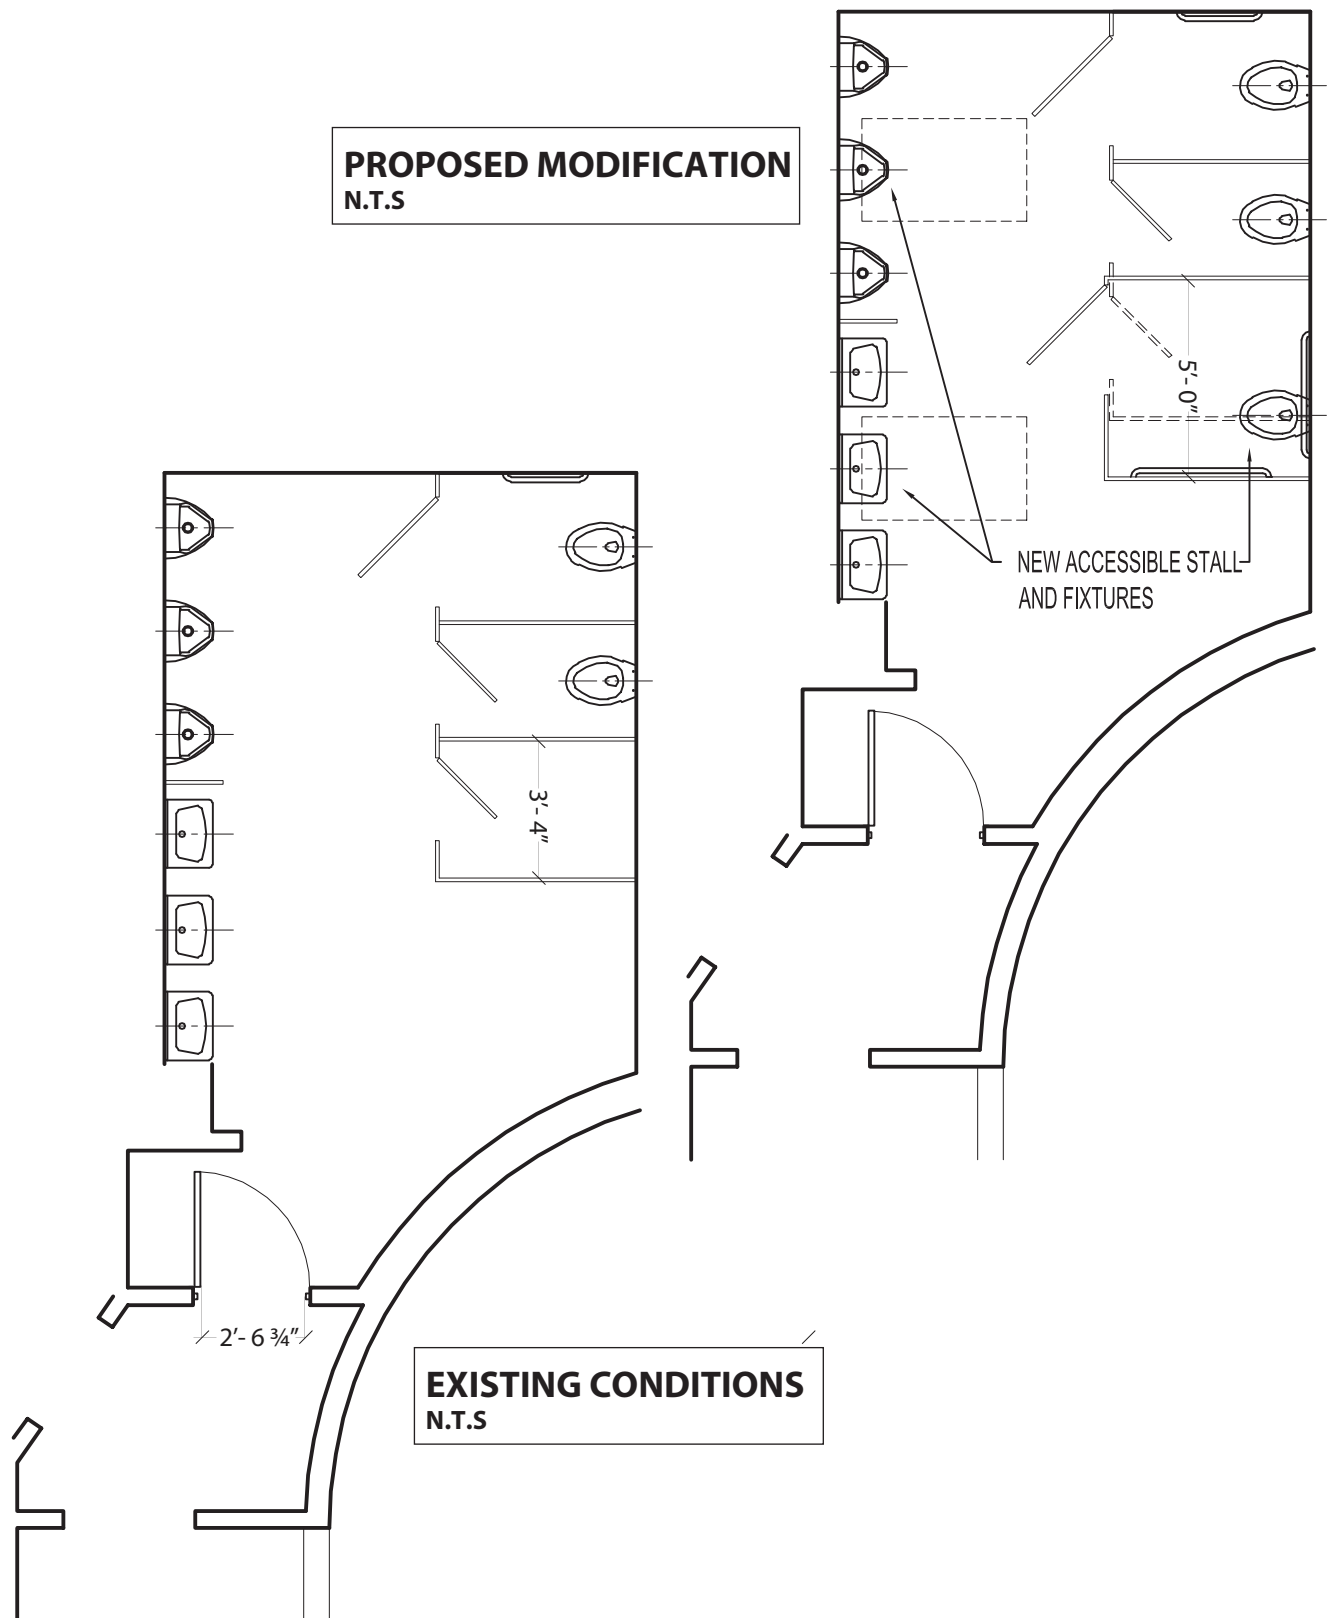 PROPOSED MODIFICATION
N.T.S
5'- 0"
NEW ACCESSIBLE STALL
AND FIXTURES
3'- 4"
2'- 6 ¾"
EXISTING CONDITIONS
N.T.S